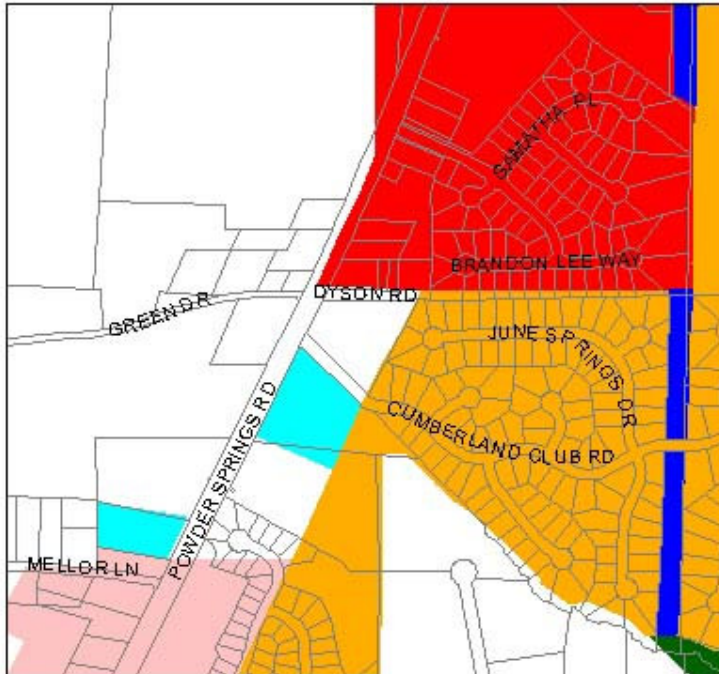 SAMATHA PL
BRANDON LEE WAY
DYSON RD
GREEN DR
JUNE SPRINGS DR
POWDER SPRINGS RD
CUMBERLAND CLUB RD
MELLOR LN